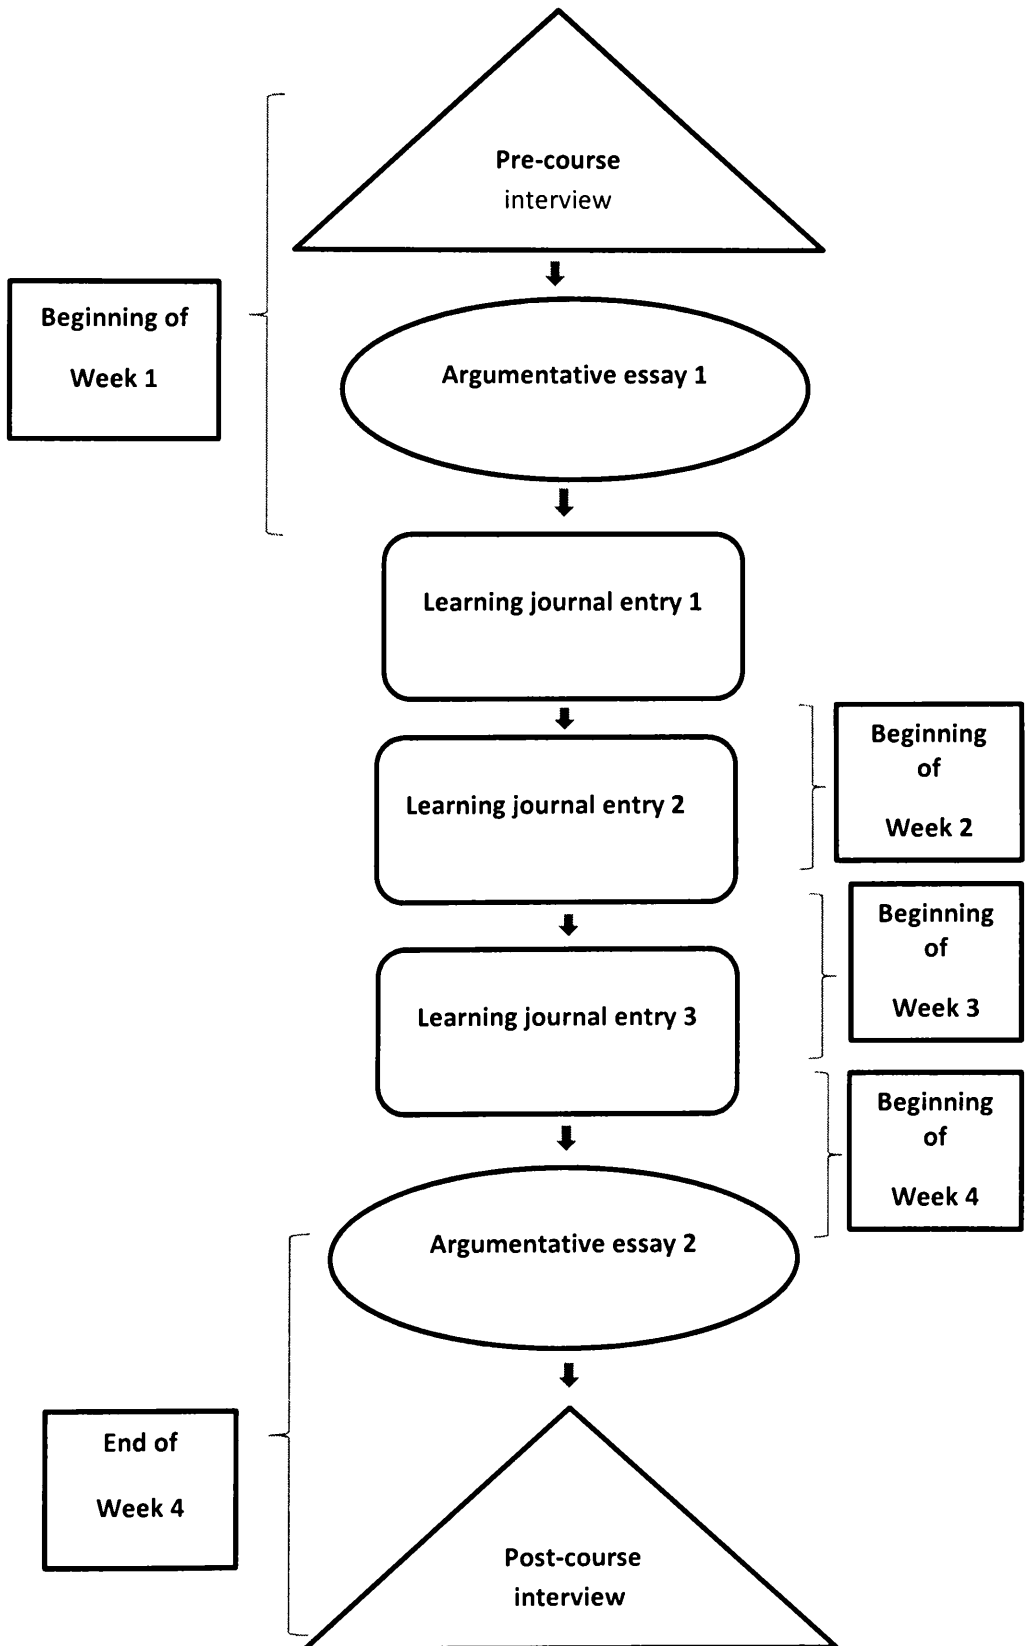 Pre-course
interview
Beginning of
Week 1
Argumentative essay 1
Learning journal entry 1
Beginning
of
Week 2
Learning journal entry 2
Beginning
of
Week 3
Learning journal entry 3
Beginning
of
Week 4
Argumentative essay 2
End of
Week 4
Post-course
interview